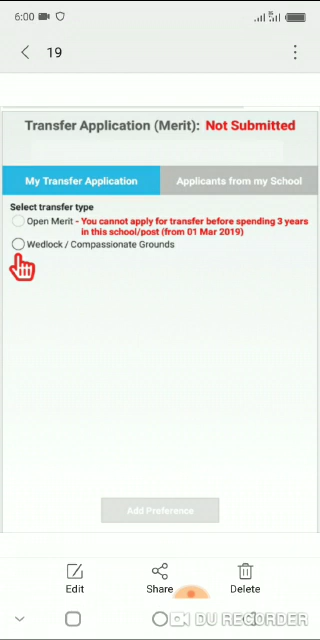 6:00
19
Transfer Application (Merit): Not Submitted
My Transfer Application Applicants from my School
Select transfer type
Open Merit - You cannot apply for transfer before spending 3 years
in this school/post (from 01 Mar 2019)
Wedlock / Compassionate Grounds
Add Preference
Edit Share Delete
DU RECORDER